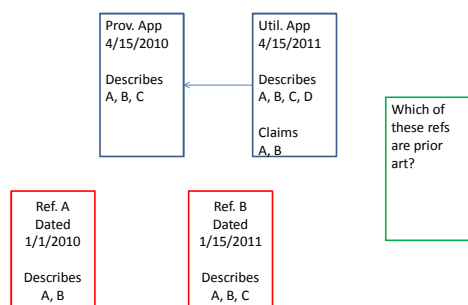 Prov. App
4/15/2010
Describes
A, B, C
Util. App
4/15/2011
Describes
A, B, C, D
Claims
A, B
Which of
these refs
are prior
art?
Ref. A
Dated
1/1/2010
Describes
A, B
Ref. B
Dated
1/15/2011
Describes
A, B, C